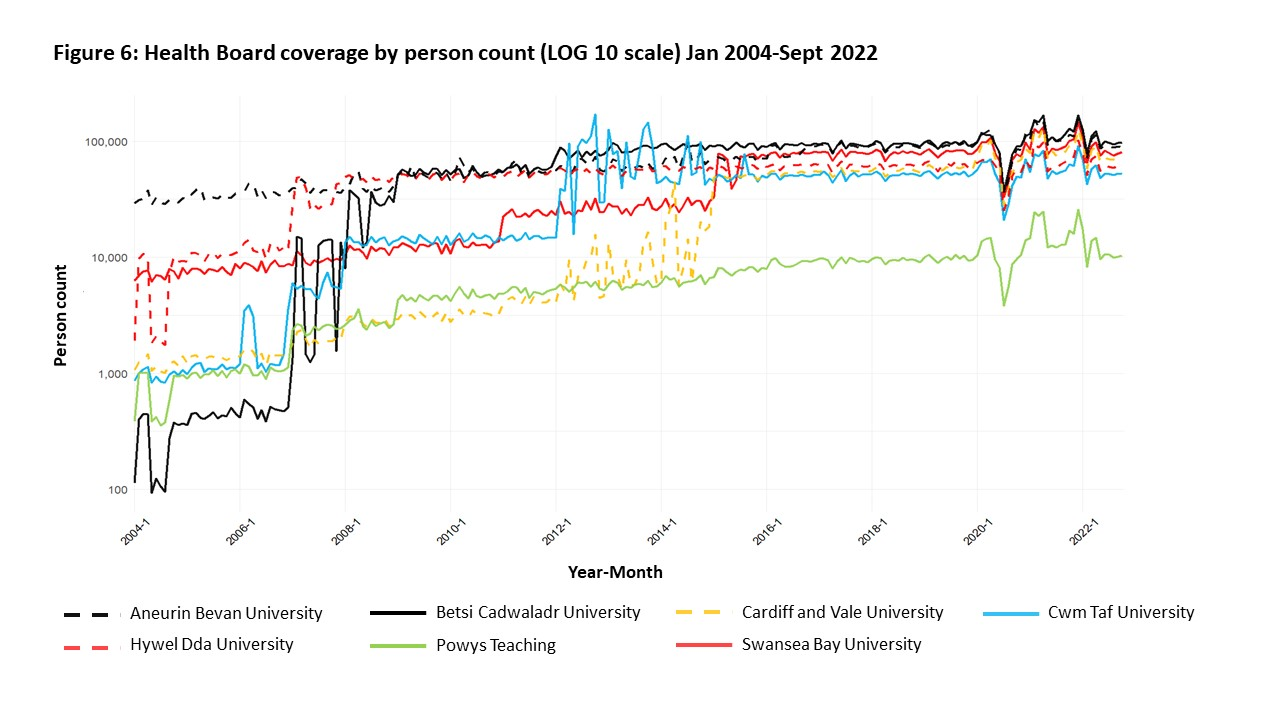 Figure 6: Health Board coverage by person count (LOG 10 scale) Jan 2004-Sept 2022
100,000
10,000
1,000
100
Person count
2004-1
2006-1
2008-1
2010-1
2012-1
2014-1
2016-1
2018-1
2020-1
2022-1
Year-Month
Aneurin Bevan University
Betsi Cadwaladr University
Cardiff and Vale University
Cwm Taf University
Hywel Dda University
Powys Teaching
Swansea Bay University